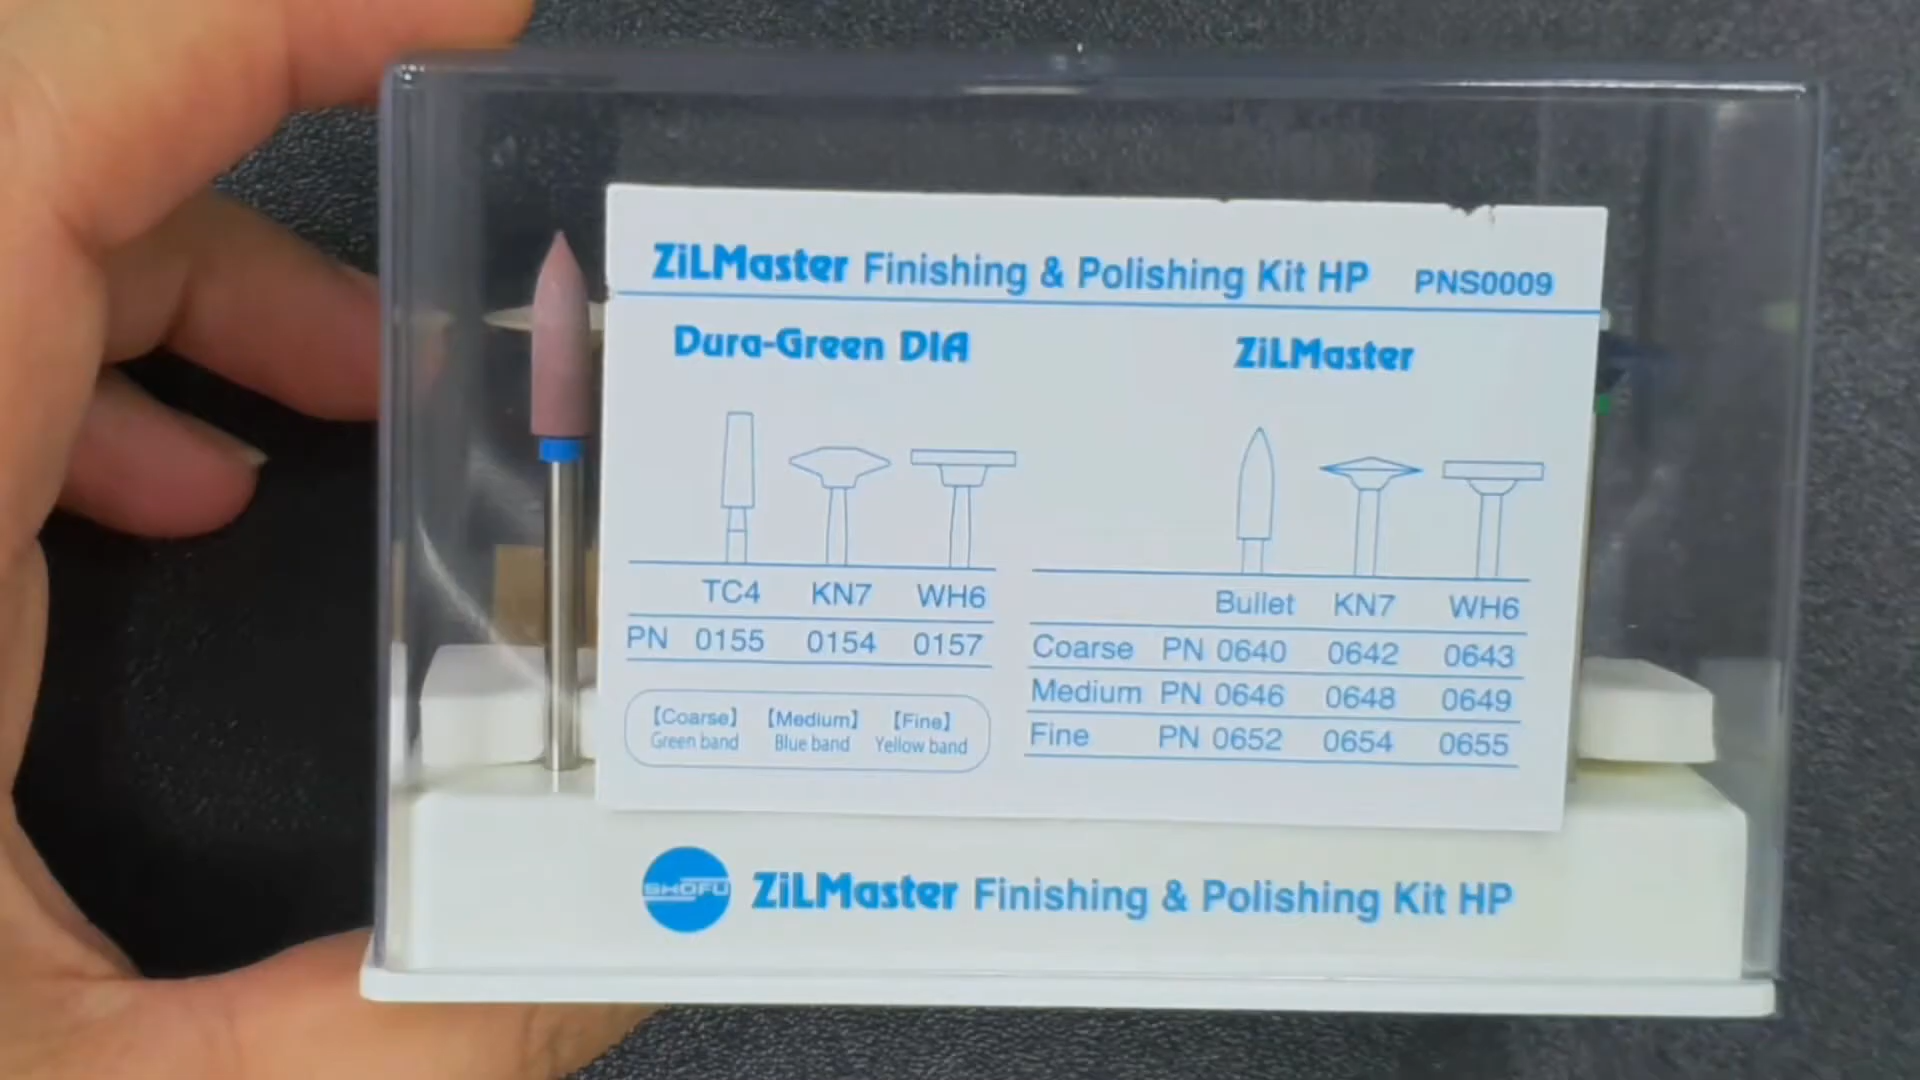 ZiLMaster Finishing & Polishing Kit HP PNS0009
Dura-Green DIA
TC4 KN7 WH6
PN 0155 0154 0157
【Coarse】 【Medium】 【Fine】
Green band Blue band Yellow band
ZiLMaster
Bullet KN7 WH6
Coarse PN 0640 0642 0643
Medium PN 0646 0648 0649
Fine PN 0652 0654 0655
SHOFU ZiLMaster Finishing & Polishing Kit HP